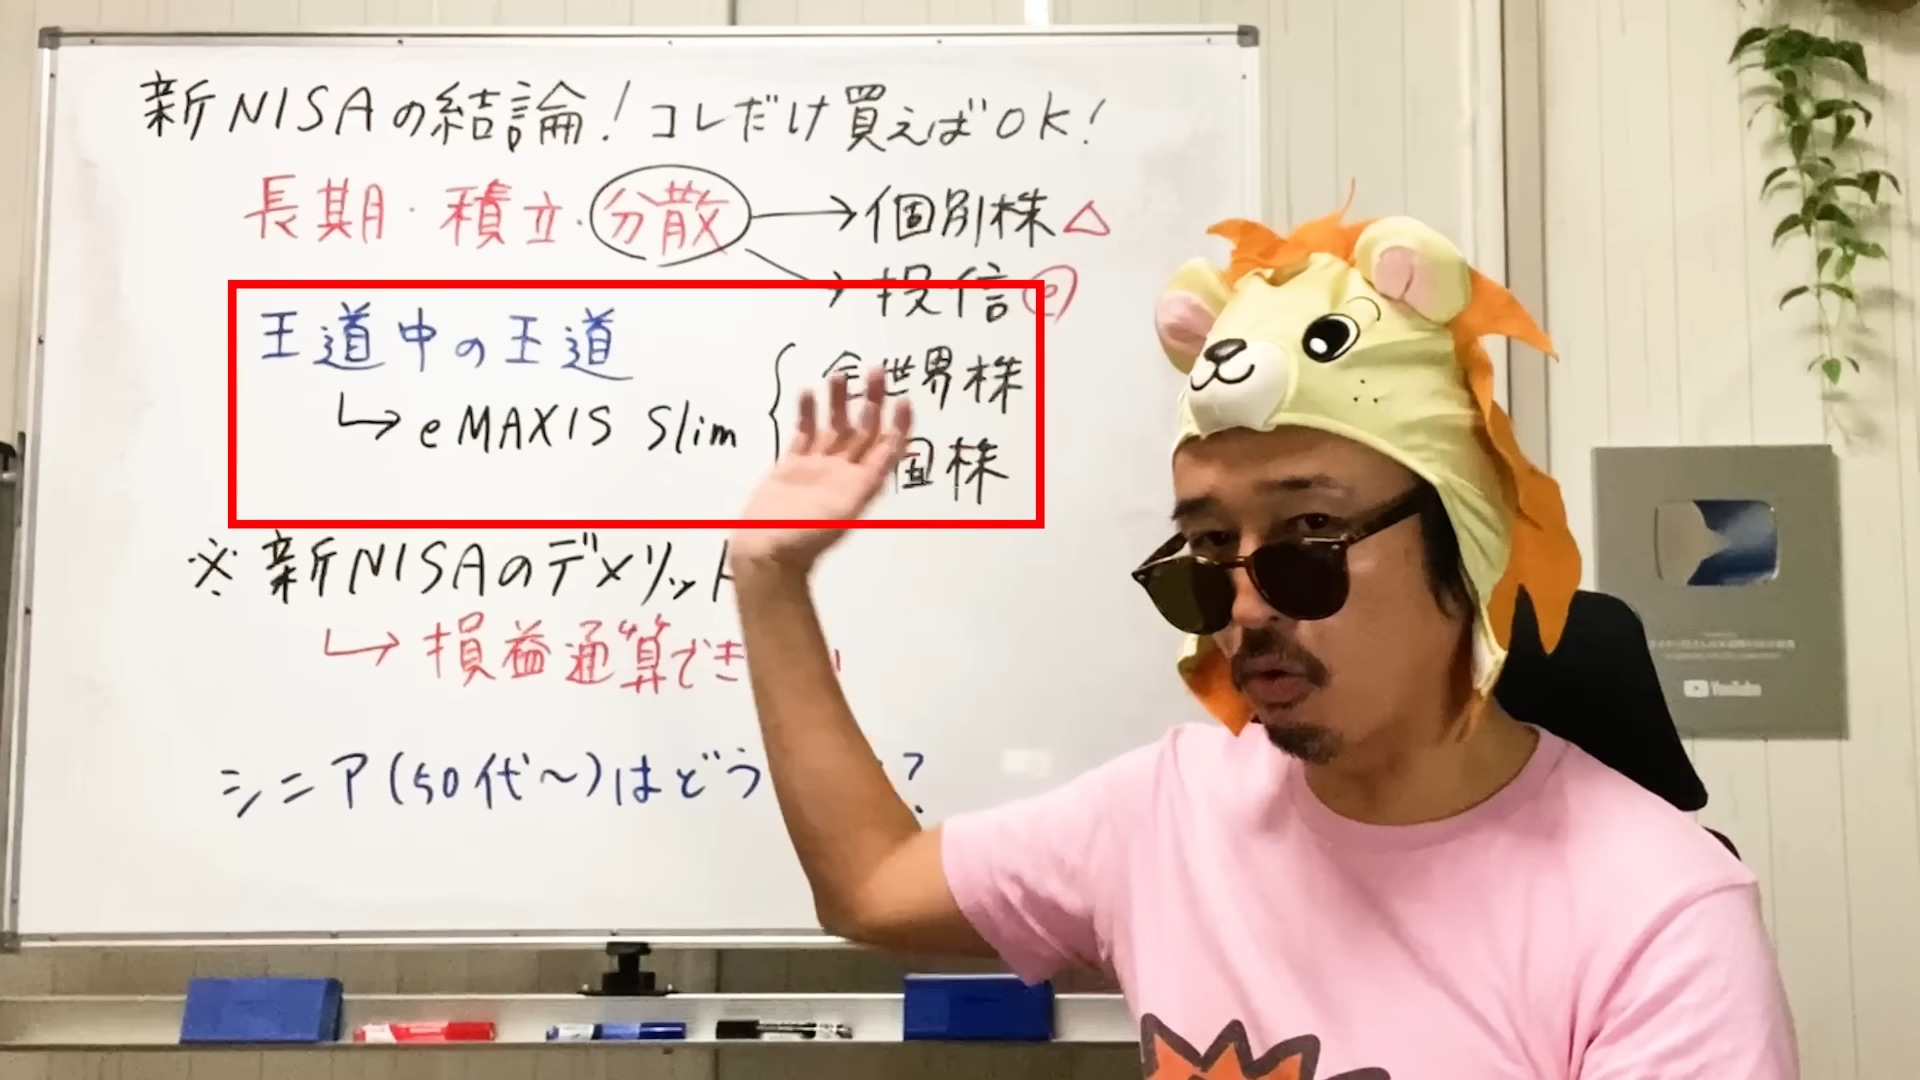 新NISAの結論!コレだけ買えばOK!
長期・積立・分散→個別株△
→投信◎
王道中の王道
↳eMAXIS Slim
世界株
国株
※新NISAのデメリット
↳損益通算でき
シニア(50代〜)はどう ?
YouTube